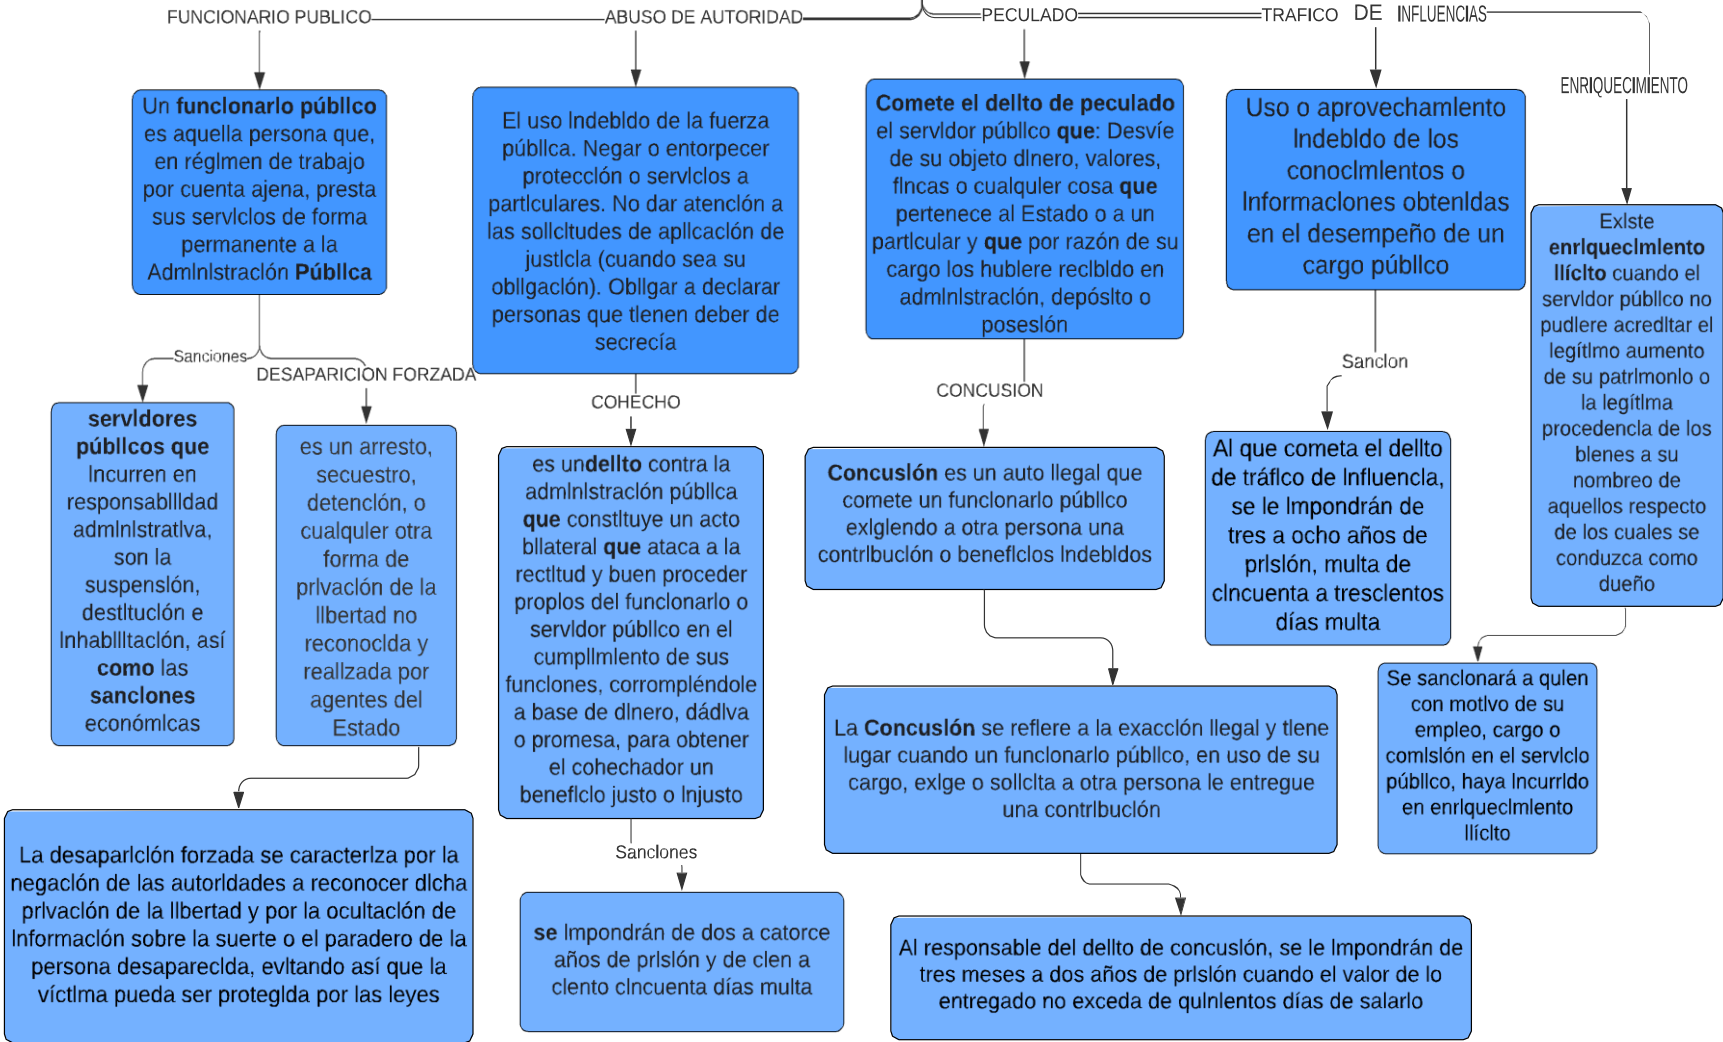 FUNCIONARIO PUBLICO
ABUSO DE AUTORIDAD
PECULADO
TRAFICO DE INFLUENCIAS
ENRIQUECIMIENTO
Un funcionario público
es aquella persona que,
en régimen de trabajo
por cuenta ajena, presta
sus servicios de forma
permanente a la
Administración Pública
El uso indebido de la fuerza
pública. Negar o entorpecer
protección o servicios a
particulares. No dar atención a
las solicitudes de aplicación de
justicia (cuando sea su
obligación). Obligar a declarar
personas que tienen deber de
secrecía
Comete el delito de peculado
el servidor público que: Desvíe
de su objeto dinero, valores,
fincas o cualquier cosa que
pertenece al Estado o a un
particular y que por razón de su
cargo los hubiere recibido en
administración, depósito o
posesión
Uso o aprovechamiento
indebido de los
conocimientos o
informaciones obtenidas
en el desempeño de un
cargo público
Existe
enriquecimiento
ilícito cuando el
servidor público no
pudiere acreditar el
legítimo aumento
de su patrimonio o
la legítima
procedencia de los
bienes a su
nombreo de
aquellos respecto
de los cuales se
conduzca como
dueño
Sanciones
DESAPARICION FORZADA
COHECHO
CONCUSION
Sancion
servidores
públicos que
incurren en
responsabilidad
administrativa,
son la
suspensión,
destitución e
inhabilitación, así
como las
sanciones
económicas
es un arresto,
secuestro,
detención, o
cualquier otra
forma de
privación de la
libertad no
reconocida y
realizada por
agentes del
Estado
es undelito contra la
administración pública
que constituye un acto
bilateral que ataca a la
rectitud y buen proceder
propios del funcionario o
servidor público en el
cumplimiento de sus
funciones, corrompiéndole
a base de dinero, dádiva
o promesa, para obtener
el cohechador un
beneficio justo o injusto
Concusión es un auto ilegal que
comete un funcionario público
exigiendo a otra persona una
contribución o beneficios indebidos
Al que cometa el delito
de tráfico de influencia,
se le impondrán de
tres a ocho años de
prisión, multa de
cincuenta a trescientos
días multa
La Concusión se refiere a la exacción ilegal y tiene
lugar cuando un funcionario público, en uso de su
cargo, exige o solicita a otra persona le entregue
una contribución
Se sancionará a quien
con motivo de su
empleo, cargo o
comisión en el servicio
público, haya incurrido
en enriquecimiento
ilícito
La desaparición forzada se caracteriza por la
negación de las autoridades a reconocer dicha
privación de la libertad y por la ocultación de
información sobre la suerte o el paradero de la
persona desaparecida, evitando así que la
víctima pueda ser protegida por las leyes
Sanciones
se impondrán de dos a catorce
años de prisión y de cien a
ciento cincuenta días multa
Al responsable del delito de concusión, se le impondrán de
tres meses a dos años de prisión cuando el valor de lo
entregado no exceda de quinientos días de salario